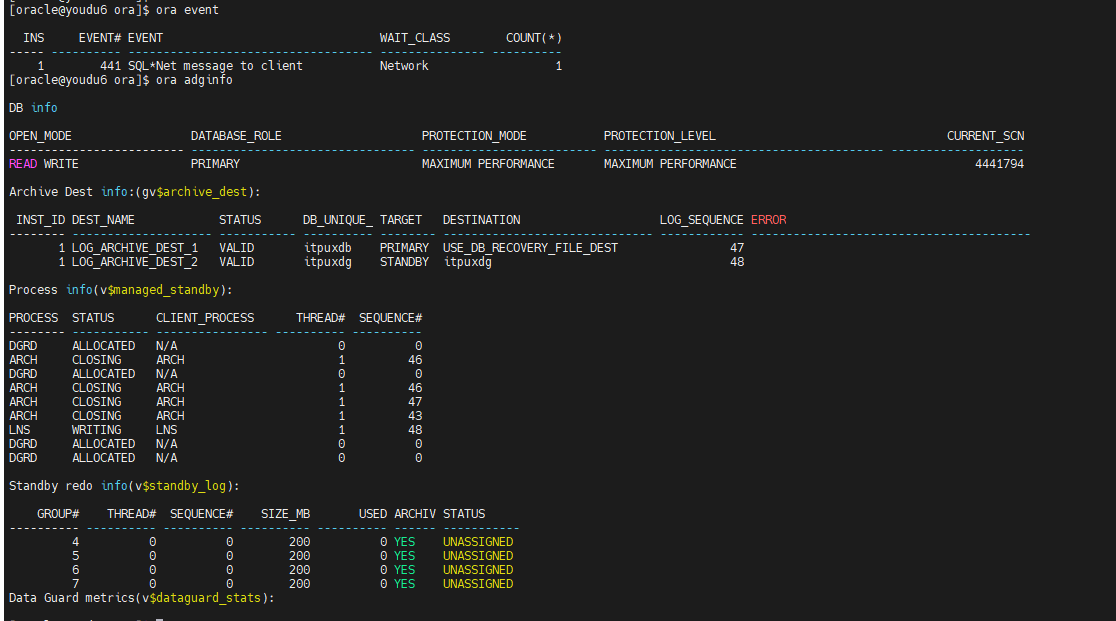 [oracle@youdu6 ora]$ ora event
INS EVENT# EVENT WAIT_CLASS COUNT(*)
----- ---------- ----------------------------------- --------------- ----------
1 441 SQL*Net message to client Network 1
[oracle@youdu6 ora]$ ora adginfo
DB info
OPEN_MODE DATABASE_ROLE PROTECTION_MODE PROTECTION_LEVEL CURRENT_SCN
------------------------- -------------------------------- ------------------------- ---------------------------------------- -------------------
READ WRITE PRIMARY MAXIMUM PERFORMANCE MAXIMUM PERFORMANCE 4441794
Archive Dest info:(gv$archive_dest):
INST_ID DEST_NAME STATUS DB_UNIQUE_ TARGET DESTINATION LOG_SEQUENCE ERROR
-------- -------------------- ----------- ---------- -------- ------------------------------ ------------ ----------------------------------------
1 LOG_ARCHIVE_DEST_1 VALID itpuxdb PRIMARY USE_DB_RECOVERY_FILE_DEST 47
1 LOG_ARCHIVE_DEST_2 VALID itpuxdg STANDBY itpuxdg 48
Process info(v$managed_standby):
PROCESS STATUS CLIENT_PROCESS THREAD# SEQUENCE#
-------- ----------- ---------------- ---------- ----------
DGRD ALLOCATED N/A 0 0
ARCH CLOSING ARCH 1 46
DGRD ALLOCATED N/A 0 0
ARCH CLOSING ARCH 1 46
ARCH CLOSING ARCH 1 47
ARCH CLOSING ARCH 1 43
LNS WRITING LNS 1 48
DGRD ALLOCATED N/A 0 0
DGRD ALLOCATED N/A 0 0
Standby redo info(v$standby_log):
GROUP# THREAD# SEQUENCE# SIZE_MB USED ARCHIV STATUS
---------- ---------- ---------- ---------- ---------- ------ -----------
4 0 0 200 0 YES UNASSIGNED
5 0 0 200 0 YES UNASSIGNED
6 0 0 200 0 YES UNASSIGNED
7 0 0 200 0 YES UNASSIGNED
Data Guard metrics(v$dataguard_stats):